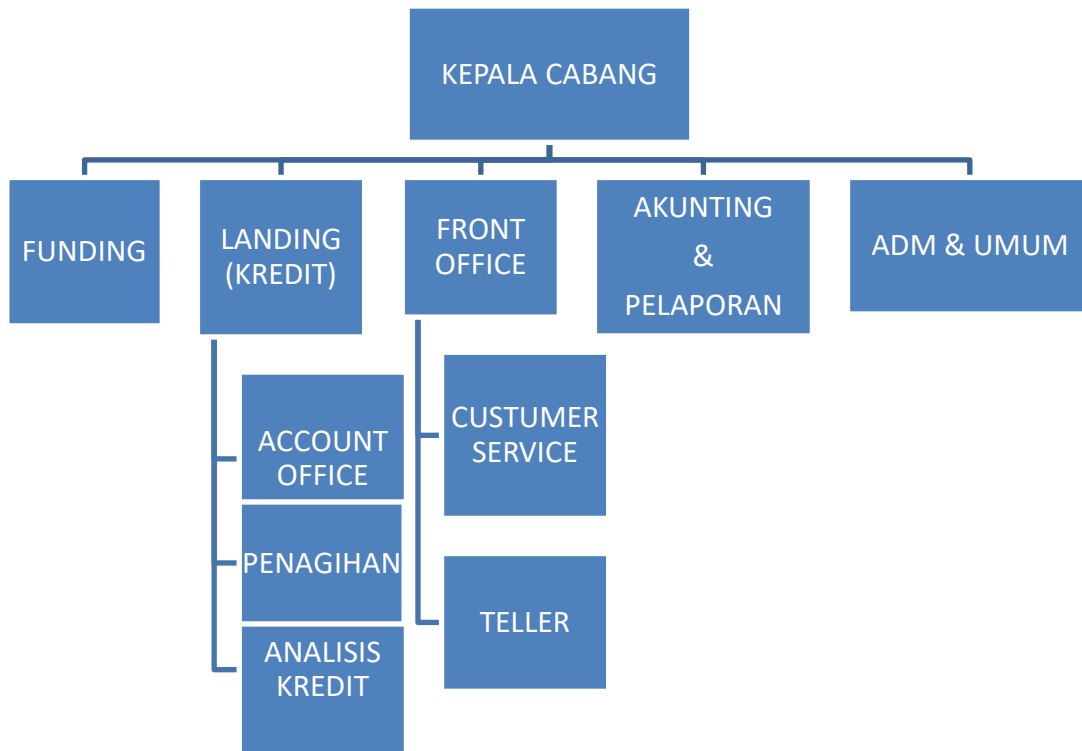 KEPALA CABANG
FUNDING
LANDING
(KREDIT)
FRONT
OFFICE
AKUNTING
&
PELAPORAN
ADM & UMUM
ACCOUNT
OFFICE
PENAGIHAN
ANALISIS
KREDIT
CUSTUMER
SERVICE
TELLER